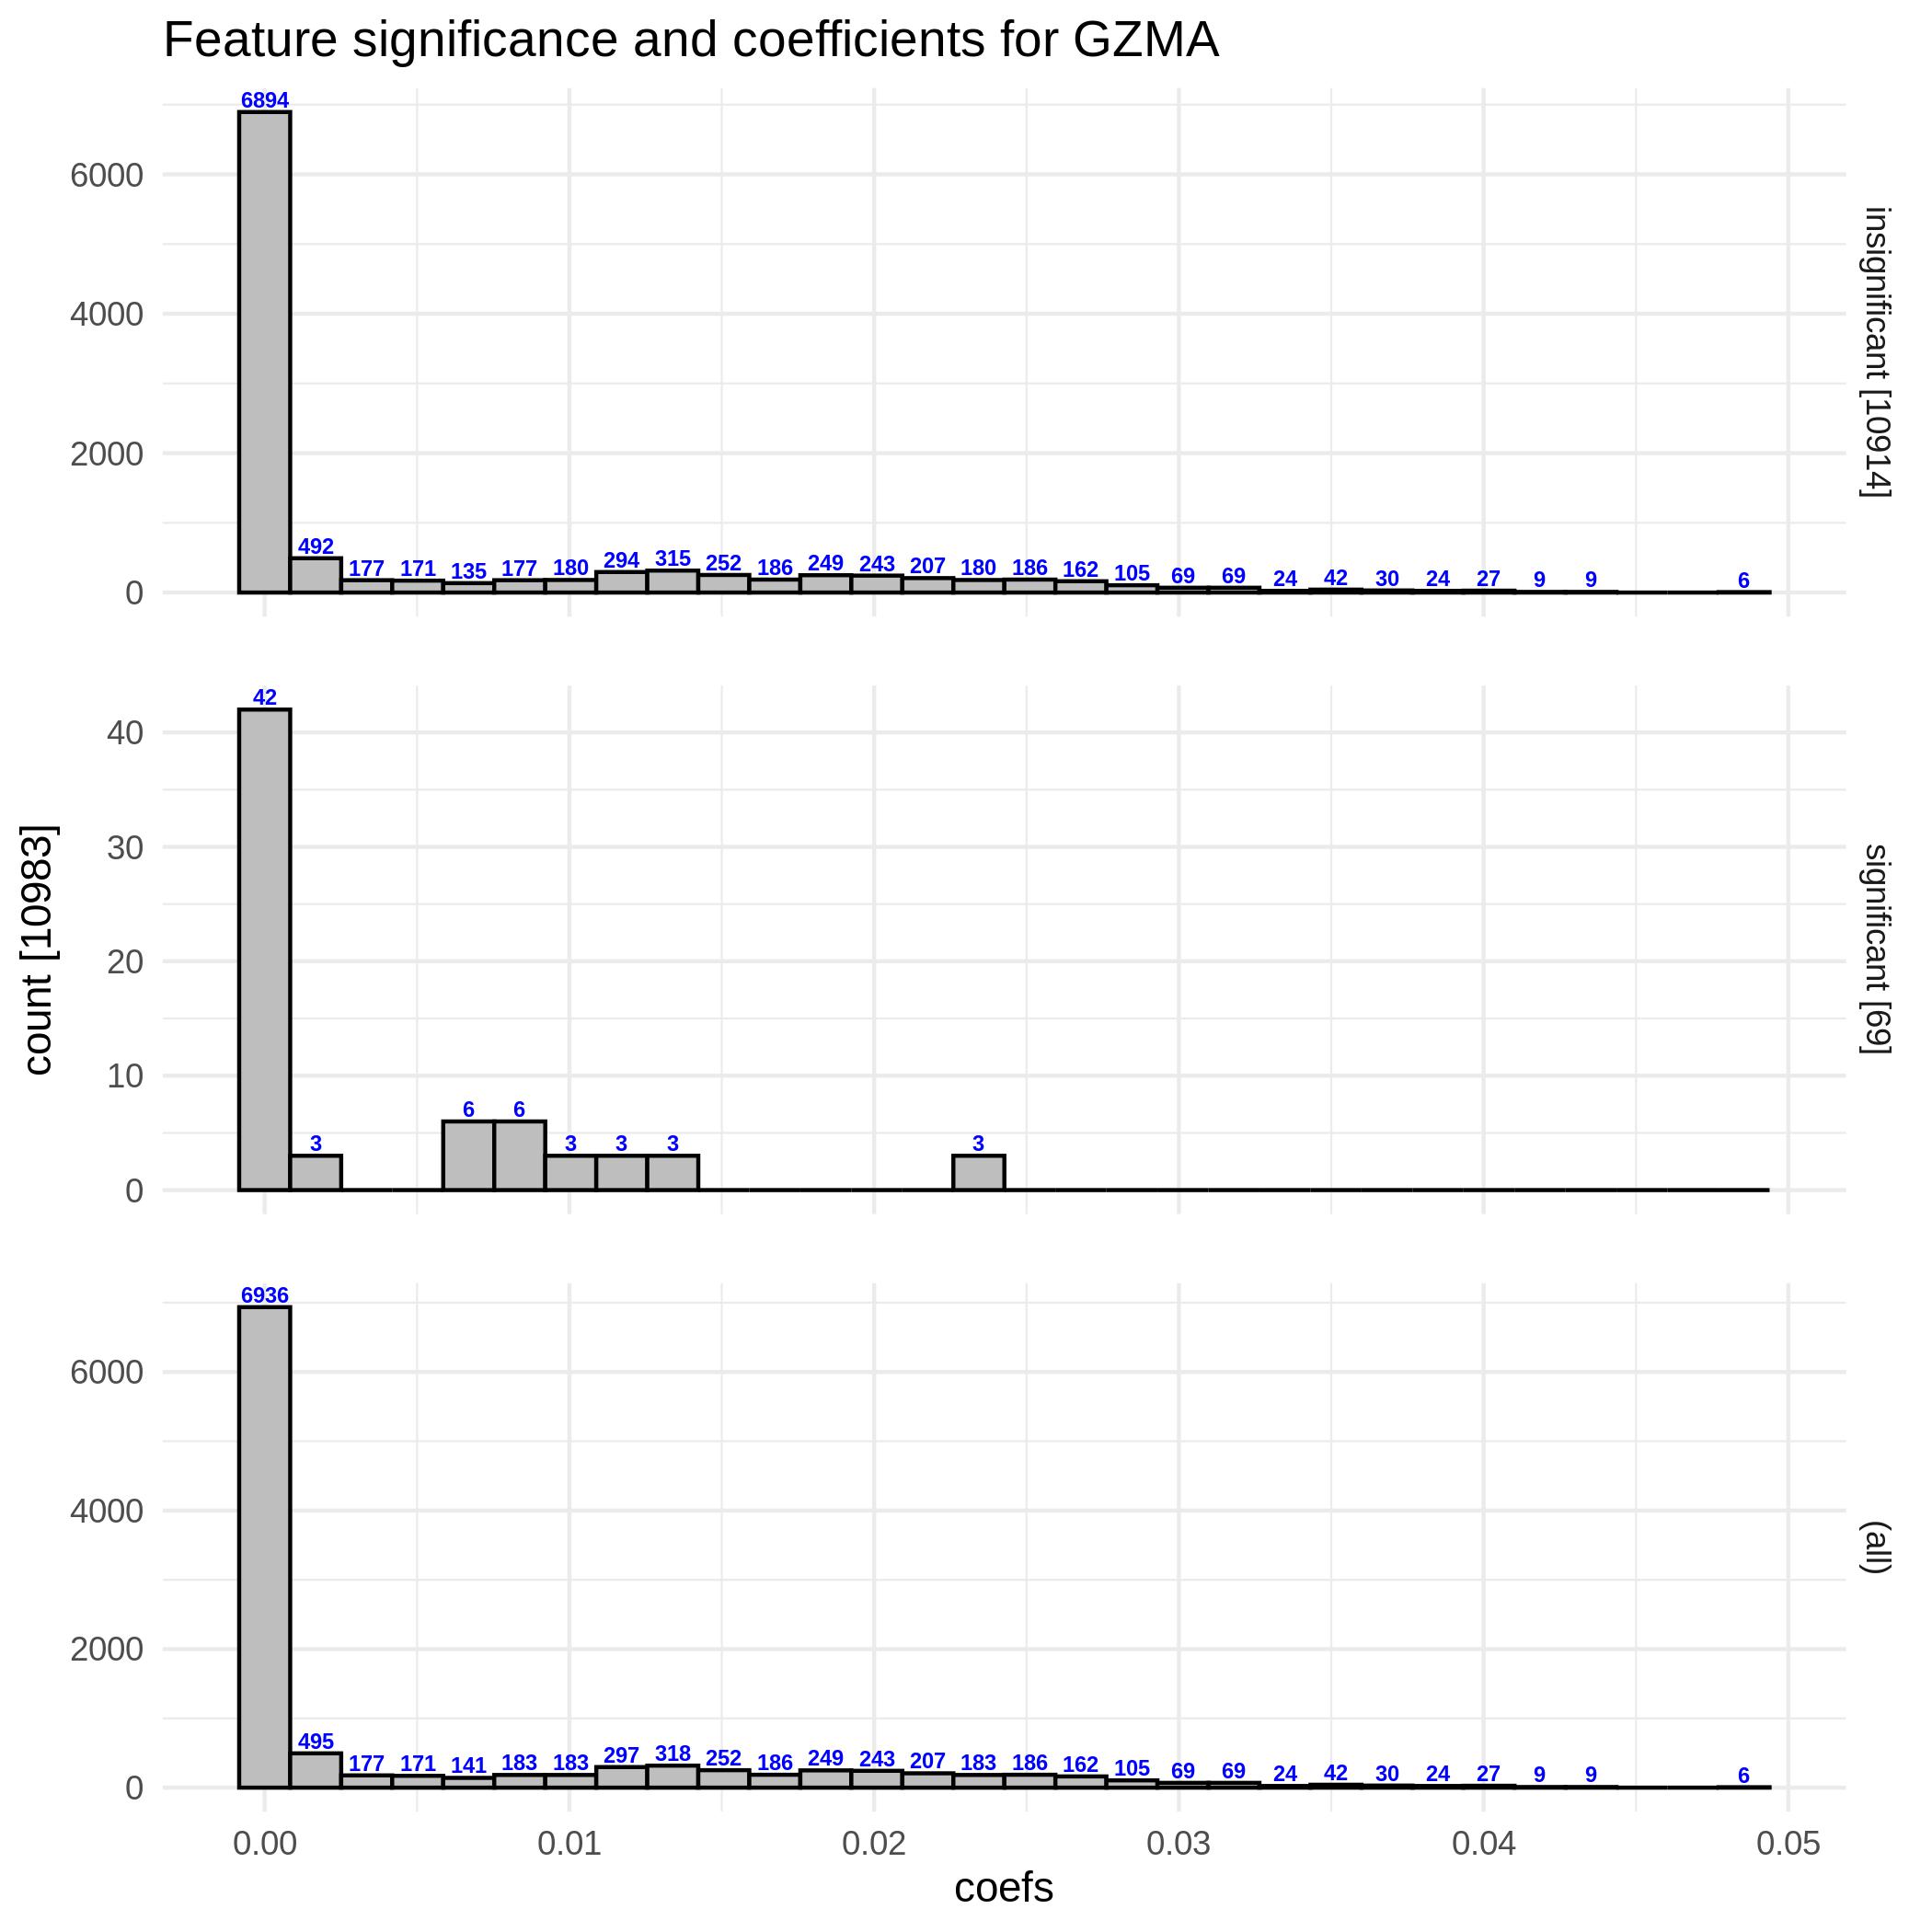 Feature significance and coefficients for GZMA
6894
6000
4000
2000
0
492 177 171 135 177 180 294 315 252 186 249 243 207 180 186 162 105 69 69 24 42 30 24 27 9 9 6
insignificant [10914]
count [10983]
42
40
30
20
10
0
3 6 6 3 3 3 3
significant [69]
6936
6000
4000
2000
0
495 177 171 141 183 183 297 318 252 186 249 243 207 183 186 162 105 69 69 24 42 30 24 27 9 9 6
(all)
0.00 0.01 0.02 0.03 0.04 0.05
coefs